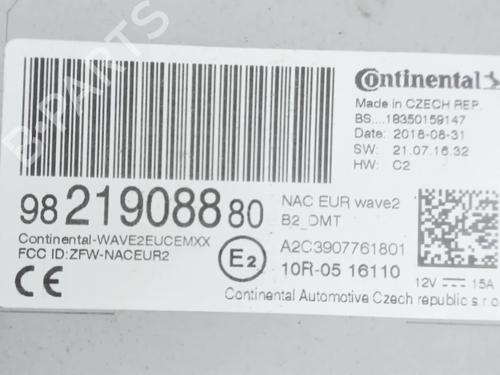 Continental
Made in CZECH REP.
BS....18350159147
Date: 2018-08-31
SW: 21.07.16.32
HW: C2
98 21908880
NAC EUR wave2
B2_DMT
Continental-WAVE2EUCEMXX
FCC ID:ZFW-NACEUR2
E2
A2C3907761801
10R-05 16110
CE
12V 15A
Continental Automotive Czech republic s.r.o
B-PARTS